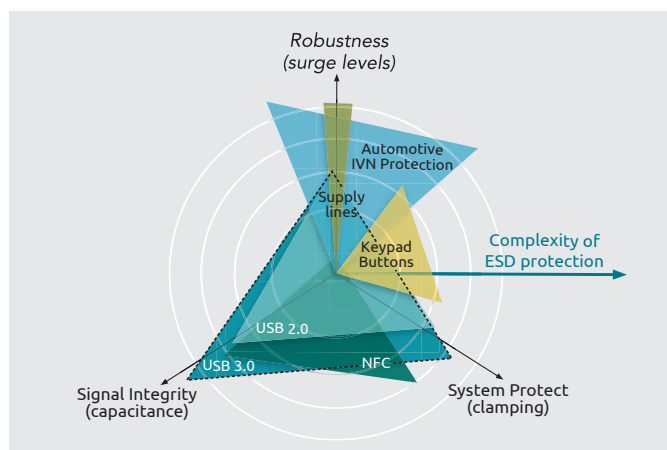 Robustness
(surge levels)
Automotive
IVN Protection
Supply
lines
Keypad
Buttons
Complexity of
ESD protection
USB 2.0
USB 3.0
NFC
Signal Integrity
(capacitance)
System Protect
(clamping)